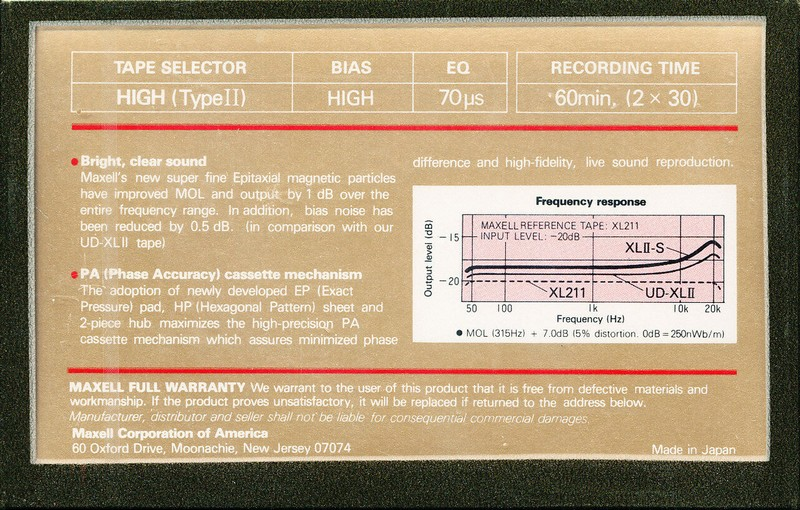 TAPE SELECTOR BIAS EQ RECORDING TIME
HIGH (TypeII) HIGH 70µs 60min, (2 × 30)
● Bright, clear sound
Maxell's new super fine Epitaxial magnetic particles
have improved MOL and output by 1 dB over the
entire frequency range. In addition, bias noise has
been reduced by 0.5 dB. (in comparison with our
UD-XLII tape)
● PA (Phase Accuracy) cassette mechanism
The adoption of newly developed EP (Exact
Pressure) pad, HP (Hexagonal Pattern) sheet and
2-piece hub maximizes the high-precision PA
cassette mechanism which assures minimized phase
difference and high-fidelity, live sound reproduction.
Frequency response
MAXELL REFERENCE TAPE: XL211
INPUT LEVEL: −20dB
XLII-S
Output level (dB)
−15
−20
XL211
UD-XLII
50 100 1k 10k 20k
Frequency (Hz)
● MOL (315Hz) + 7.0dB (5% distortion. 0dB=250nWb/m)
MAXELL FULL WARRANTY We warrant to the user of this product that it is free from defective materials and
workmanship. If the product proves unsatisfactory, it will be replaced if returned to the address below.
Manufacturer, distributor and seller shall not be liable for consequential commercial damages.
Maxell Corporation of America
60 Oxford Drive, Moonachie, New Jersey 07074
Made in Japan